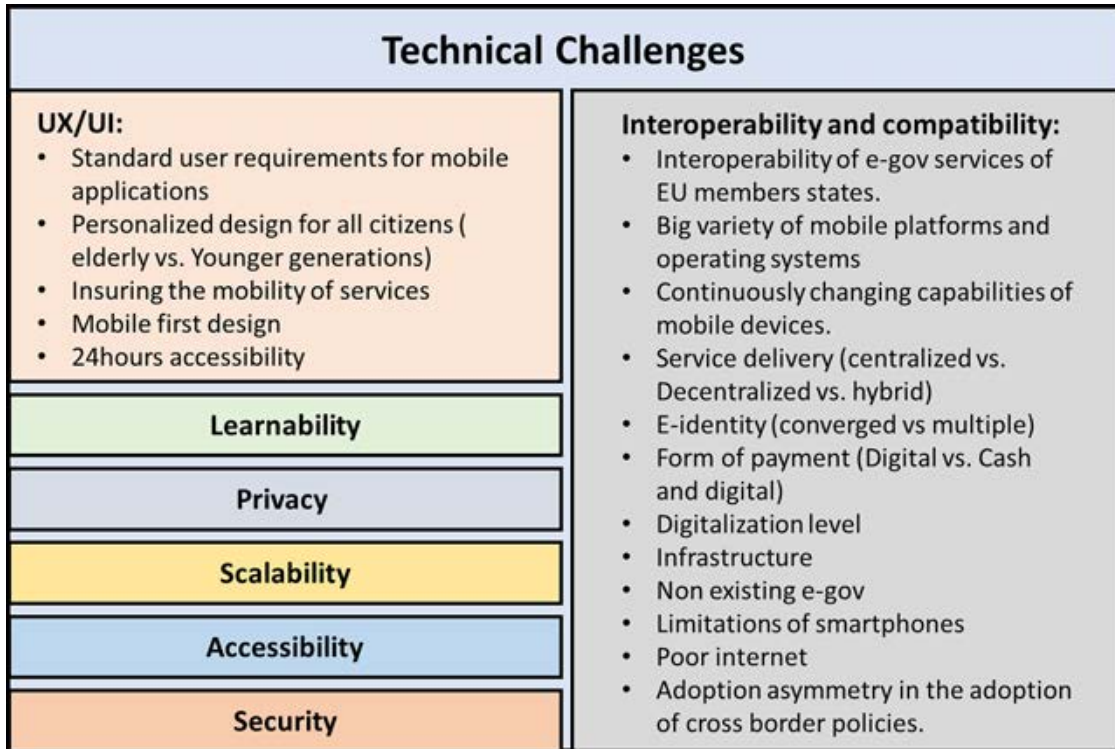 Technical Challenges
UX/UI:
• Standard user requirements for mobile
applications
• Personalized design for all citizens (
elderly vs. Younger generations)
• Insuring the mobility of services
• Mobile first design
• 24hours accessibility
Learnability
Privacy
Scalability
Accessibility
Security
Interoperability and compatibility:
• Interoperability of e-gov services of
EU members states.
• Big variety of mobile platforms and
operating systems
• Continuously changing capabilities of
mobile devices.
• Service delivery (centralized vs.
Decentralized vs. hybrid)
• E-identity (converged vs multiple)
• Form of payment (Digital vs. Cash
and digital)
• Digitalization level
• Infrastructure
• Non existing e-gov
• Limitations of smartphones
• Poor internet
• Adoption asymmetry in the adoption
of cross border policies.